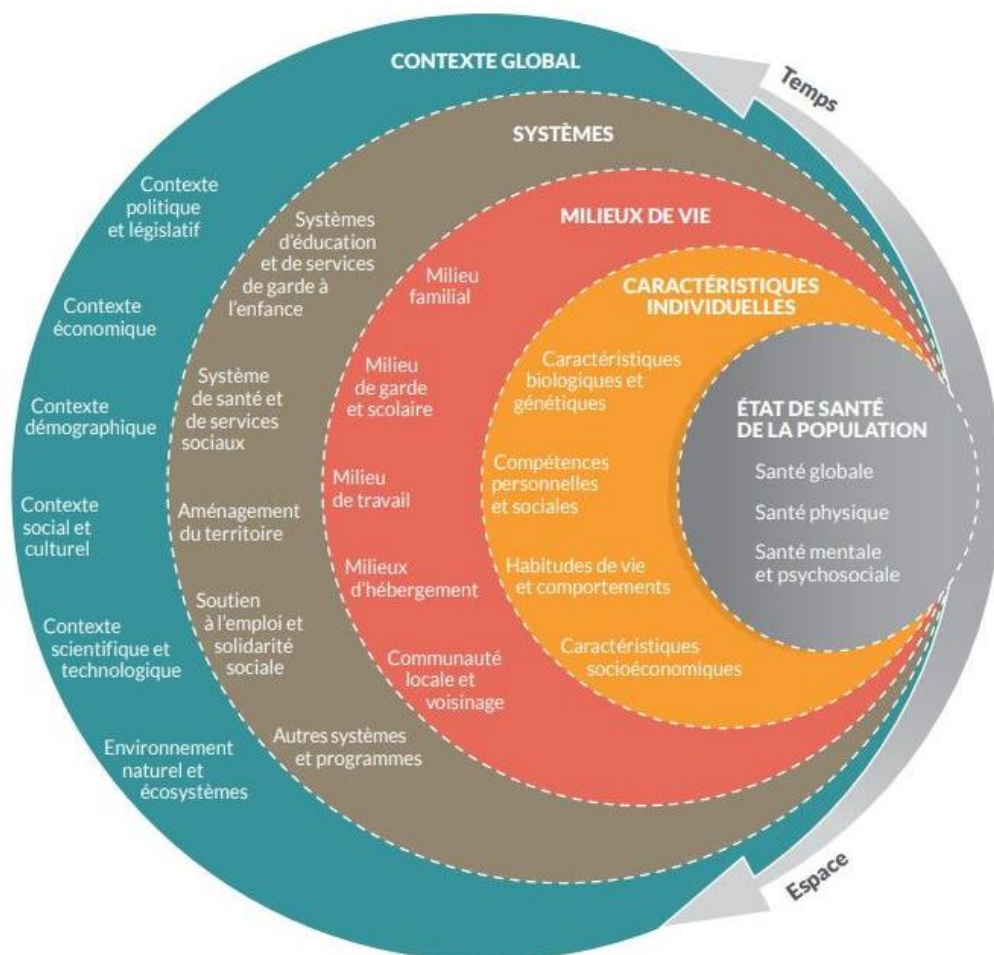 CONTEXTE GLOBAL
Temps
SYSTÈMES
MILIEUX DE VIE
CARACTÉRISTIQUES
INDIVIDUELLES
ÉTAT DE SANTÉ
DE LA POPULATION
Santé globale
Santé physique
Santé mentale
et psychosociale
Contexte
politique
et législatif
Contexte
économique
Contexte
démographique
Contexte
social et
culturel
Contexte
scientifique et
technologique
Environnement
naturel et
écosystèmes
Systèmes
d'éducation
et de services
de garde à
l'enfance
Système
de santé et
de services
sociaux
Aménagement
du territoire
Soutien
à l'emploi et
solidarité
sociale
Autres systèmes
et programmes
Milieu
familial
Milieu
de garde
et scolaire
Milieu
de travail
Milieux
d'hébergement
Communauté
locale et
voisinage
Caractéristiques
biologiques et
génétiques
Compétences
personnelles
et sociales
Habitudes de vie
et comportements
Caractéristiques
socioéconomiques
Espace